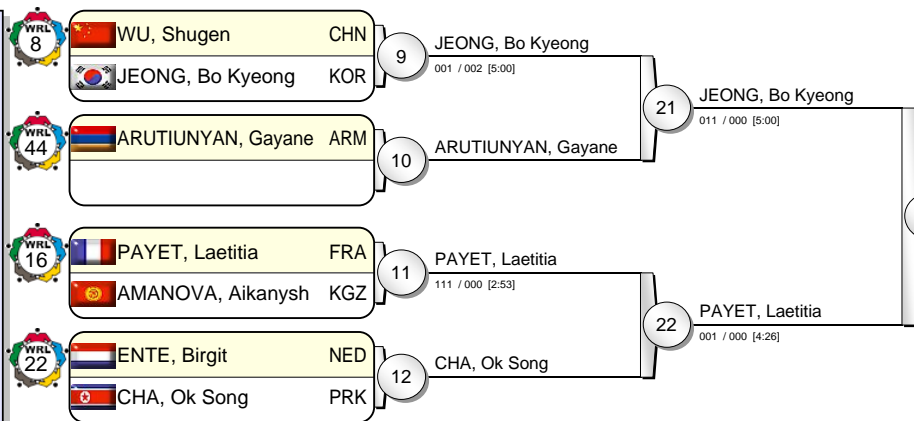 WRL 8
WU, Shugen CHN
JEONG, Bo Kyeong KOR
9
JEONG, Bo Kyeong
001 / 002 [5:00]
21
JEONG, Bo Kyeong
011 / 000 [5:00]
WRL 44
ARUTIUNYAN, Gayane ARM
10
ARUTIUNYAN, Gayane
WRL 16
PAYET, Laetitia FRA
AMANOVA, Aikanysh KGZ
11
PAYET, Laetitia
111 / 000 [2:53]
22
PAYET, Laetitia
001 / 000 [4:26]
WRL 22
ENTE, Birgit NED
CHA, Ok Song PRK
12
CHA, Ok Song